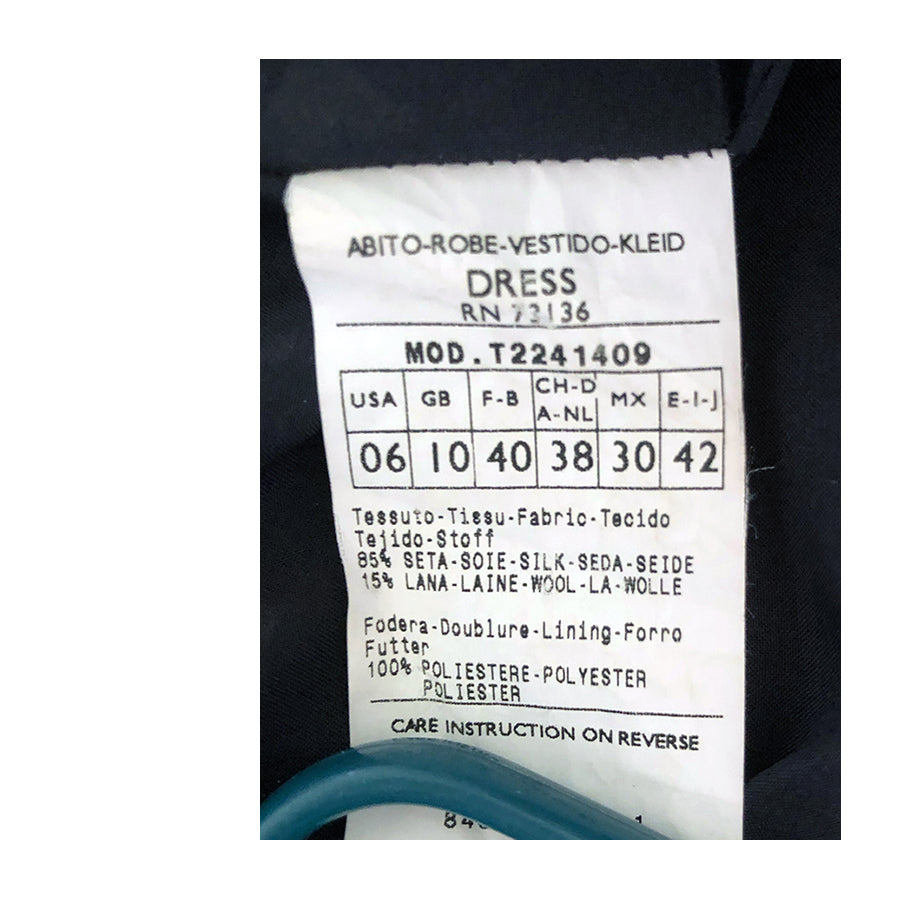 ABITO-ROBE-VESTIDO-KLEID
DRESS
RN 73136
MOD.T2241409
USA GB F-B CH-D A-NL MX E-I-J
06 10 40 38 30 42
Tessuto-Tissu-Fabric-Tecido
Tejido-Stoff
85% SETA-SOIE-SILK-SEDA-SEIDE
15% LANA-LAINE-WOOL-LA-WOLLE
Fodera-Doublure-Lining-Forro
Futter
100% POLIESTERE-POLYESTER
POLIESTER
CARE INSTRUCTION ON REVERSE